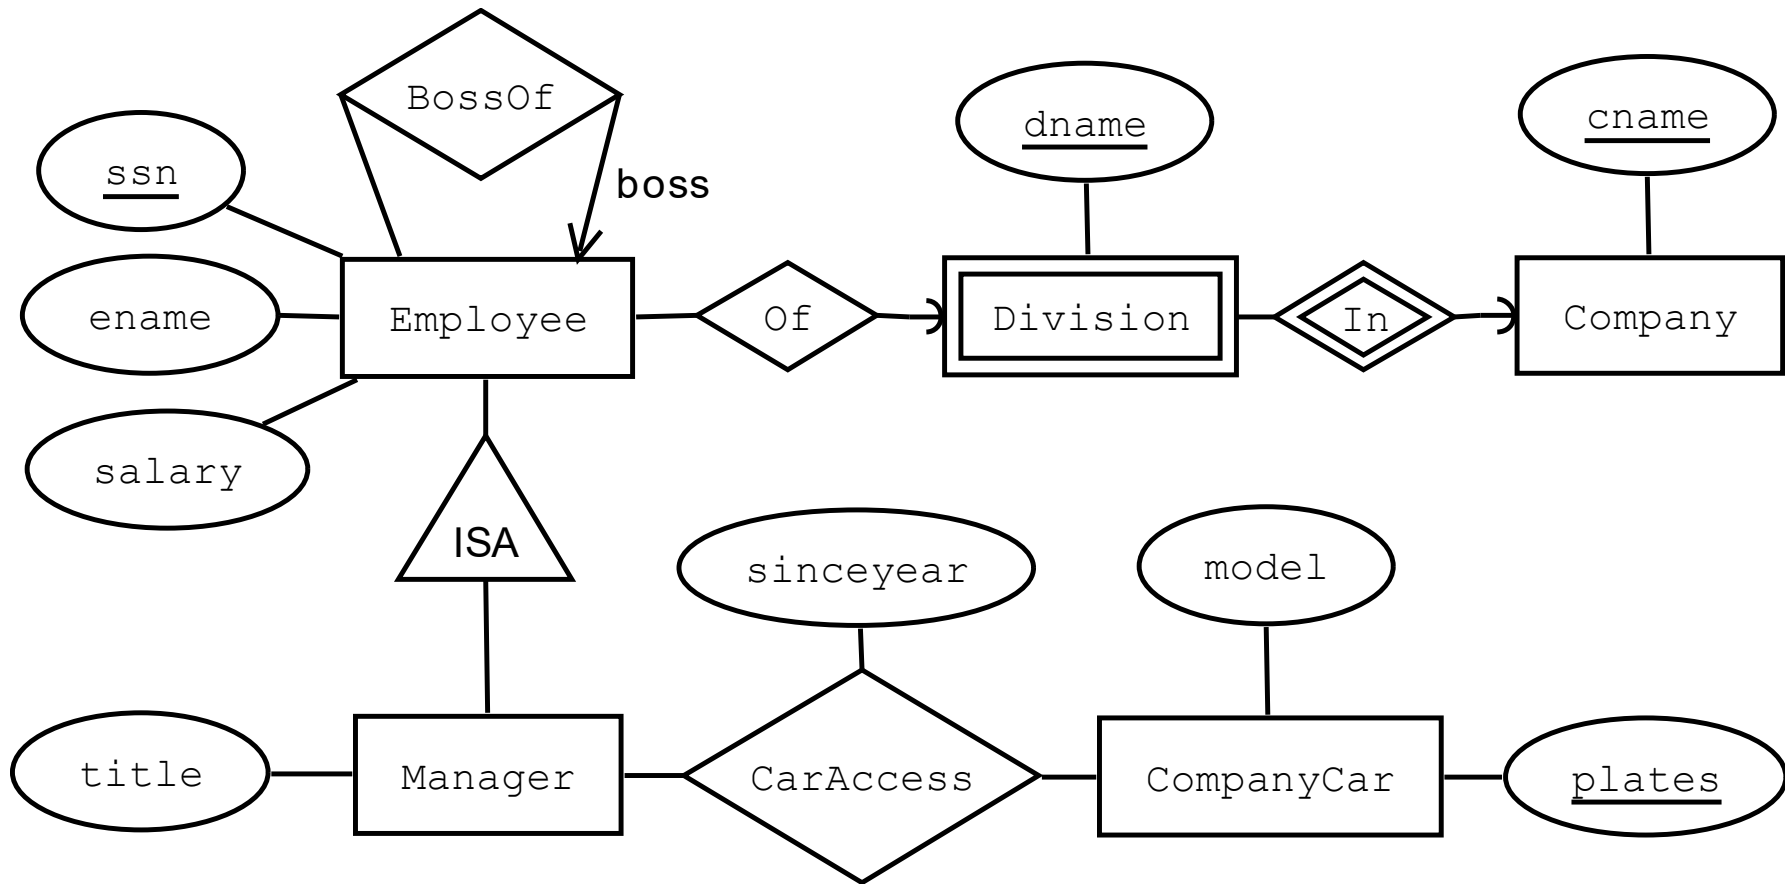 BossOf
boss
dname
cname
ssn
ename
Employee
Of
Division
In
Company
salary
ISA
sinceyear
model
title
Manager
CarAccess
CompanyCar
plates